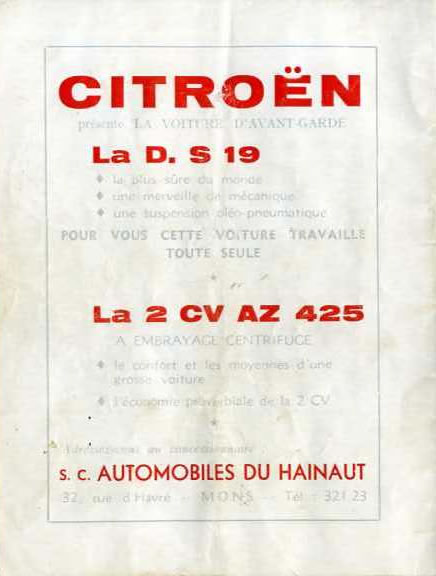 CITROËN
présente LA VOITURE D'AVANT-GARDE
La D. S 19
♦ la plus sûre du monde
♦ une merveille de mécanique
♦ une suspension oléo-pneumatique
POUR VOUS CETTE VOITURE TRAVAILLE
TOUTE SEULE
*
La 2 CV AZ 425
A EMBRAYAGE CENTRIFUGE
♦ le confort et les moyennes d'une
grosse voiture
♦ l'économie proverbiale de la 2 CV
*
au concessionnaire :
S. C. AUTOMOBILES DU HAINAUT
32, rue d'Havré - MONS - Tél : 321 23